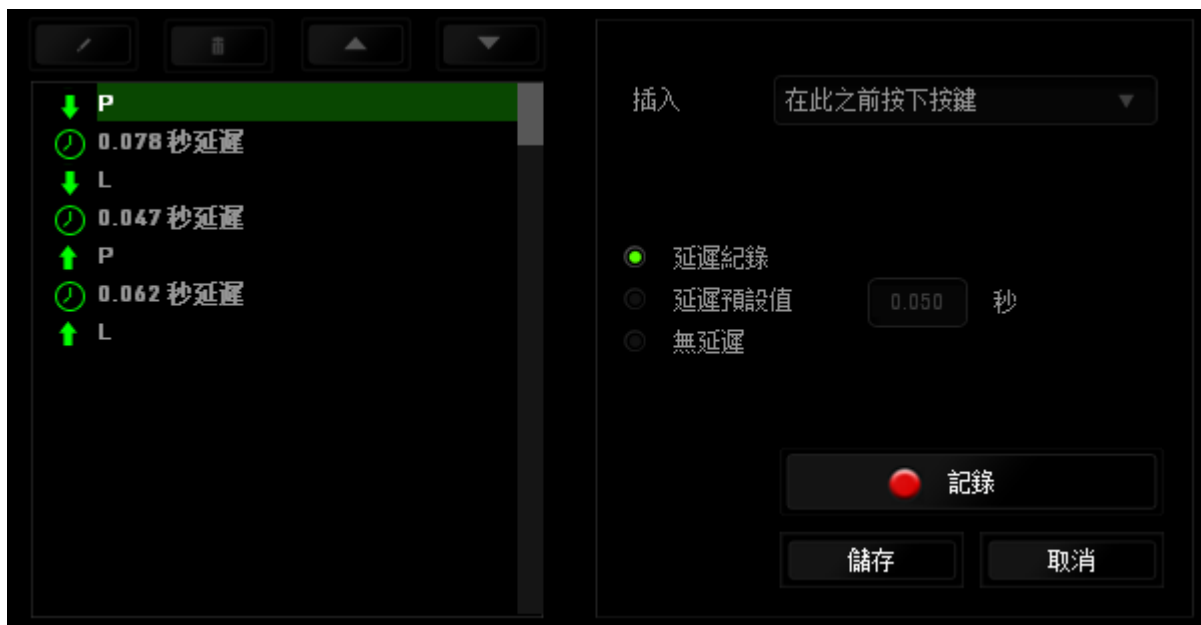 P
0.078 秒延遲
L
0.047 秒延遲
P
0.062 秒延遲
L
插入 在此之前按下按鍵
延遲紀錄
延遲預設值 0.050 秒
無延遲
記錄
儲存 取消